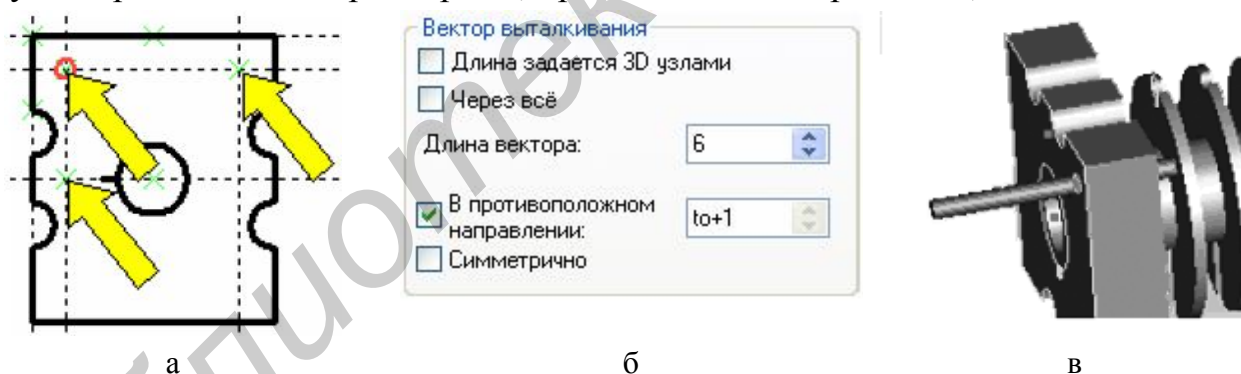 Вектор выталкивания
Длина задается 3D узлами
Через всё
Длина вектора:
6
В противоположном
направлении:
to+1
Симметрично
а
б
в